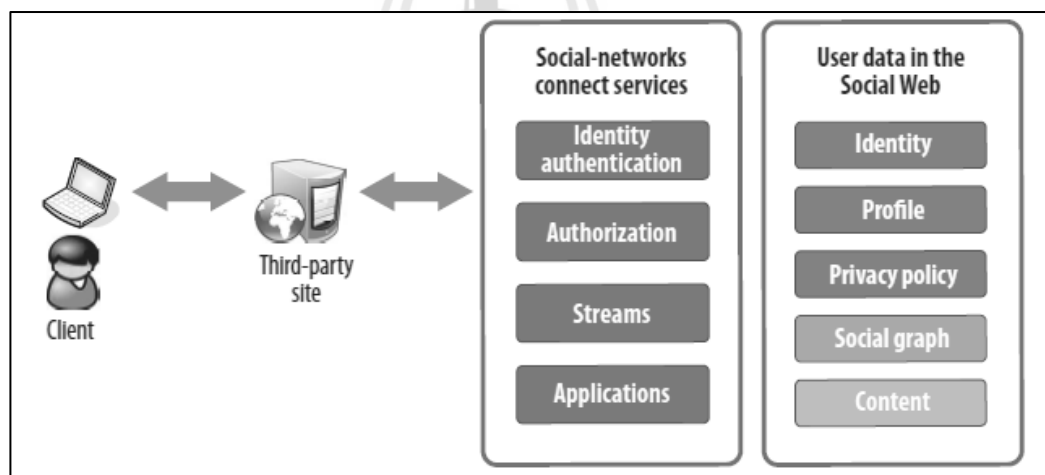 Client
Third-party
site
Social-networks
connect services
Identity
authentication
Authorization
Streams
Applications
User data in the
Social Web
Identity
Profile
Privacy policy
Social graph
Content